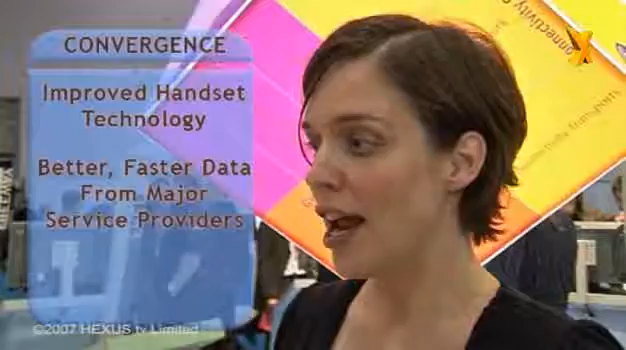 CONVERGENCE
Improved Handset
Technology
Better, Faster Data
From Major
Service Providers
©2007 HEXUS.tv Limited